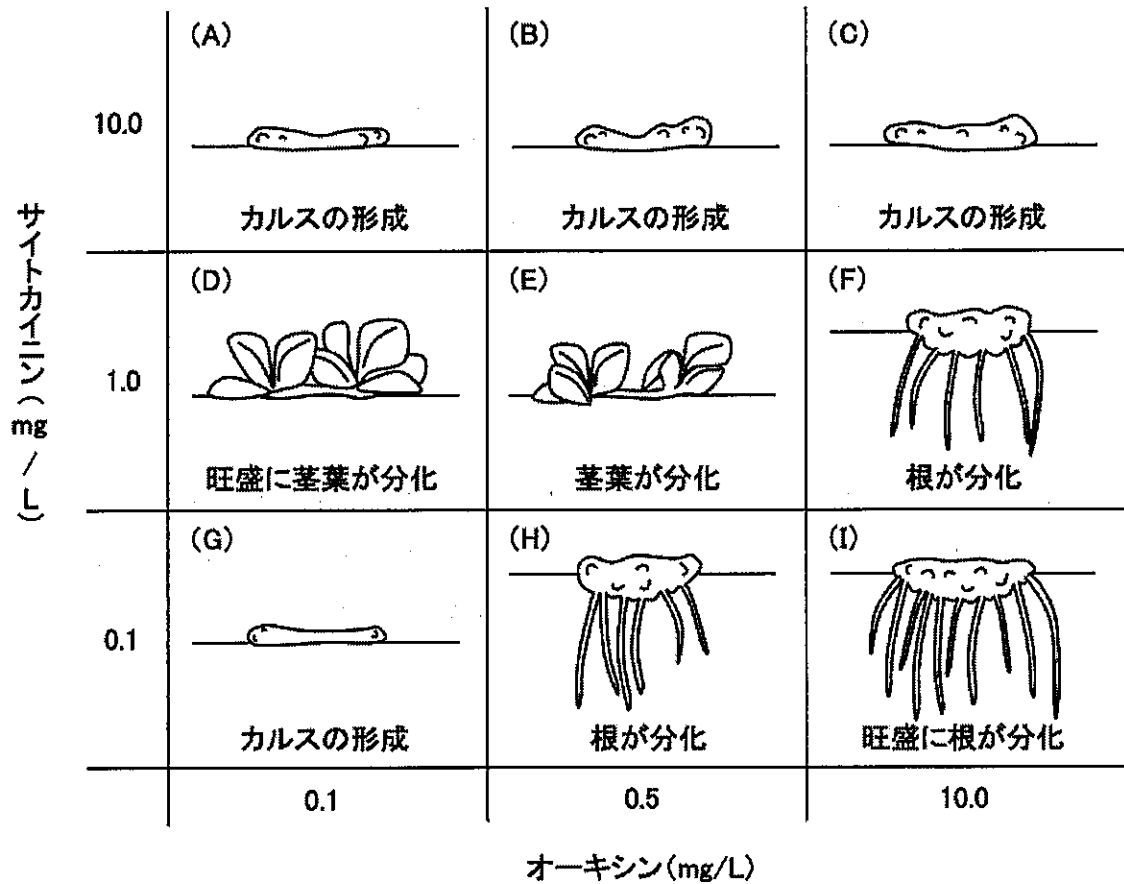 (A)
(B)
(C)
10.0
カルスの形成
カルスの形成
カルスの形成
サイトカイニン(mg/L)
(D)
(E)
(F)
1.0
旺盛に茎葉が分化
茎葉が分化
根が分化
(G)
(H)
(I)
0.1
カルスの形成
根が分化
旺盛に根が分化
0.1
0.5
10.0
オーキシン(mg/L)